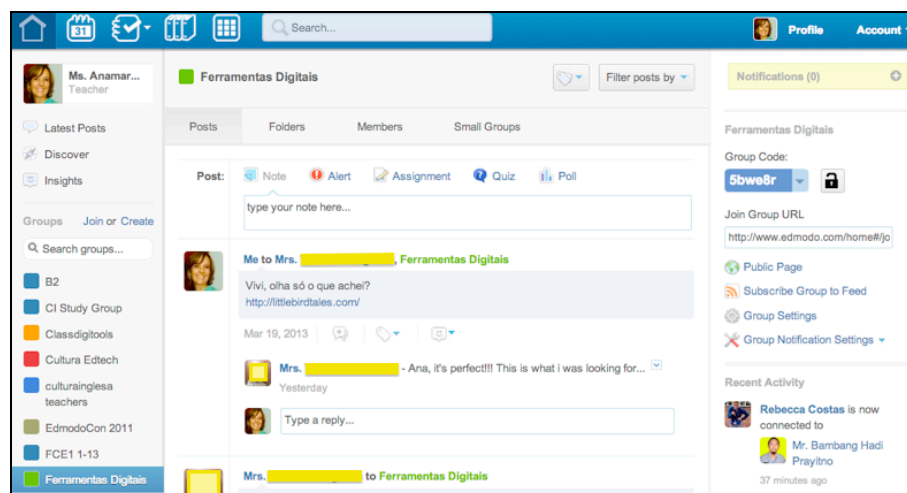 31
Search...
Profile
Account
Ms. Anamar...
Teacher
Latest Posts
Discover
Insights
Groups Join or Create
Search groups...
B2
CI Study Group
Classdigitools
Cultura Edtech
culturainglesa
teachers
EdmodoCon 2011
FCE1 1-13
Ferramentas Digitais
Ferramentas Digitais
Filter posts by
Posts Folders Members Small Groups
Post: Note Alert Assignment Quiz Poll
type your note here...
Me to Mrs. , Ferramentas Digitais
Vivi, olha só o que achei?
http://littlebirdtales.com/
Mar 19, 2013
Mrs. - Ana, it's perfect!!! This is what i was looking for...
Yesterday
Type a reply...
Mrs. to Ferramentas Digitais
Notifications (0)
Ferramentas Digitais
Group Code:
5bwe8r
Join Group URL
http://www.edmodo.com/home#/jo
Public Page
Subscribe Group to Feed
Group Settings
Group Notification Settings
Recent Activity
Rebecca Costas is now
connected to
Mr. Bambang Hadi
Prayitno
37 minutes ago